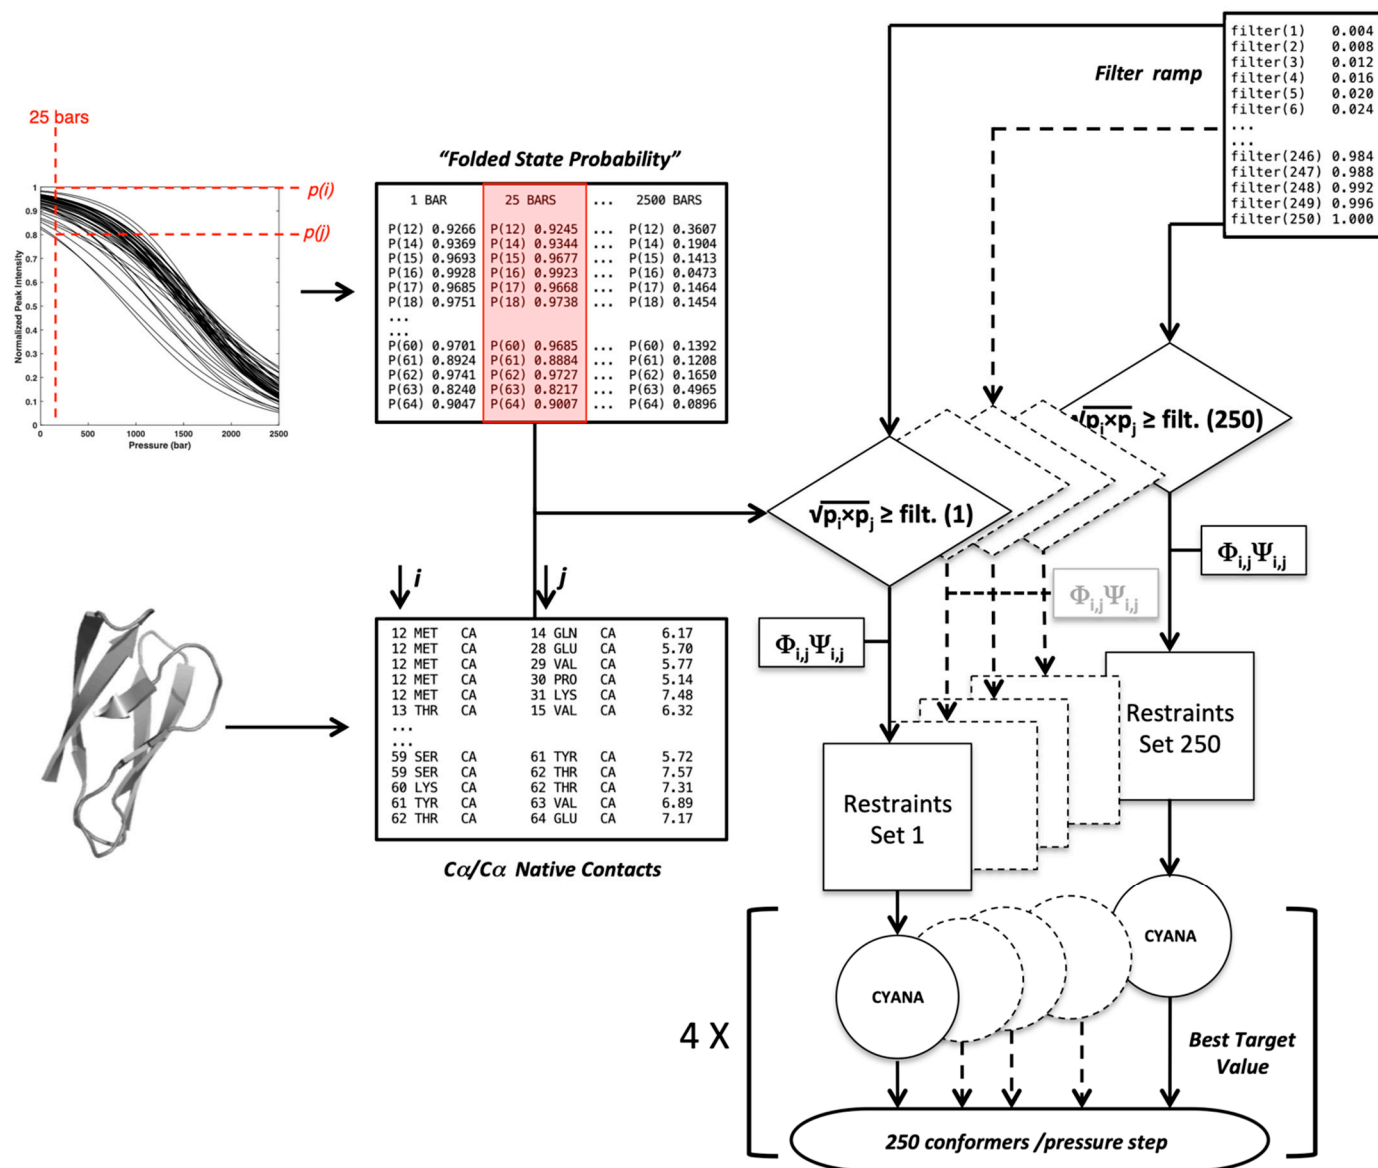 25 bars
p(i)
p(j)
1
0.9
0.8
0.7
0.6
0.5
0.4
0.3
0.2
0.1
0
0 500 1000 1500 2000 2500
Normalized Peak Intensity
Pressure (bar)
“Folded State Probability”
1 BAR 25 BARS ... 2500 BARS
P(12) 0.9266 P(12) 0.9245 ... P(12) 0.3607
P(14) 0.9369 P(14) 0.9344 ... P(14) 0.1904
P(15) 0.9693 P(15) 0.9677 ... P(15) 0.1413
P(16) 0.9928 P(16) 0.9923 ... P(16) 0.0473
P(17) 0.9685 P(17) 0.9668 ... P(17) 0.1464
P(18) 0.9751 P(18) 0.9738 ... P(18) 0.1454
...
...
P(60) 0.9701 P(60) 0.9685 ... P(60) 0.1392
P(61) 0.8924 P(61) 0.8884 ... P(61) 0.1208
P(62) 0.9741 P(62) 0.9727 ... P(62) 0.1650
P(63) 0.8240 P(63) 0.8217 ... P(63) 0.4965
P(64) 0.9047 P(64) 0.9007 ... P(64) 0.0896
Filter ramp
filter(1) 0.004
filter(2) 0.008
filter(3) 0.012
filter(4) 0.016
filter(5) 0.020
filter(6) 0.024
...
...
filter(246) 0.984
filter(247) 0.988
filter(248) 0.992
filter(249) 0.996
filter(250) 1.000
√pi×pj ≥ filt. (250)
√pi×pj ≥ filt. (1)
Φi,jΨi,j
Φi,jΨi,j
Φi,jΨi,j
i
j
12 MET CA 14 GLN CA 6.17
12 MET CA 28 GLU CA 5.70
12 MET CA 29 VAL CA 5.77
12 MET CA 30 PRO CA 5.14
12 MET CA 31 LYS CA 7.48
13 THR CA 15 VAL CA 6.32
...
...
59 SER CA 61 TYR CA 5.72
59 SER CA 62 THR CA 7.57
60 LYS CA 62 THR CA 7.31
61 TYR CA 63 VAL CA 6.89
62 THR CA 64 GLU CA 7.17
Cα/Cα Native Contacts
Restraints
Set 250
Restraints
Set 1
CYANA
CYANA
4 X
Best Target
Value
250 conformers /pressure step